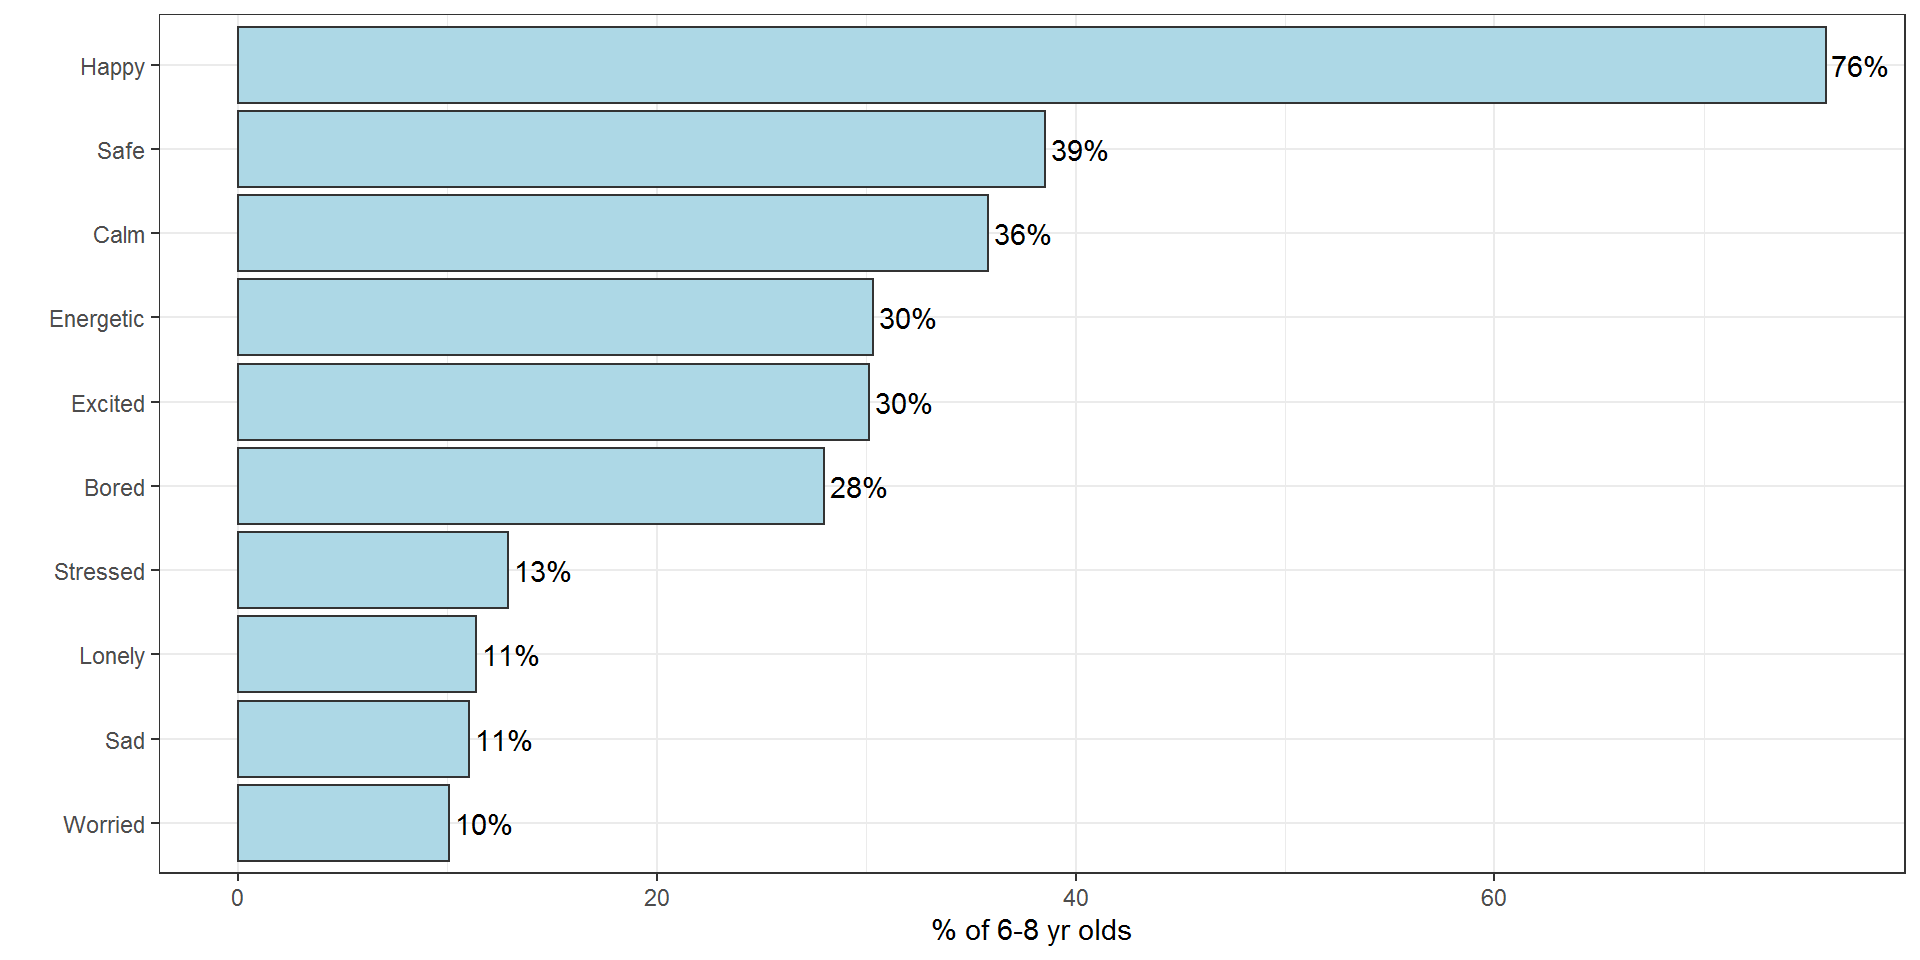 Happy 76%
Safe 39%
Calm 36%
Energetic 30%
Excited 30%
Bored 28%
Stressed 13%
Lonely 11%
Sad 11%
Worried 10%
0 20 40 60
% of 6-8 yr olds